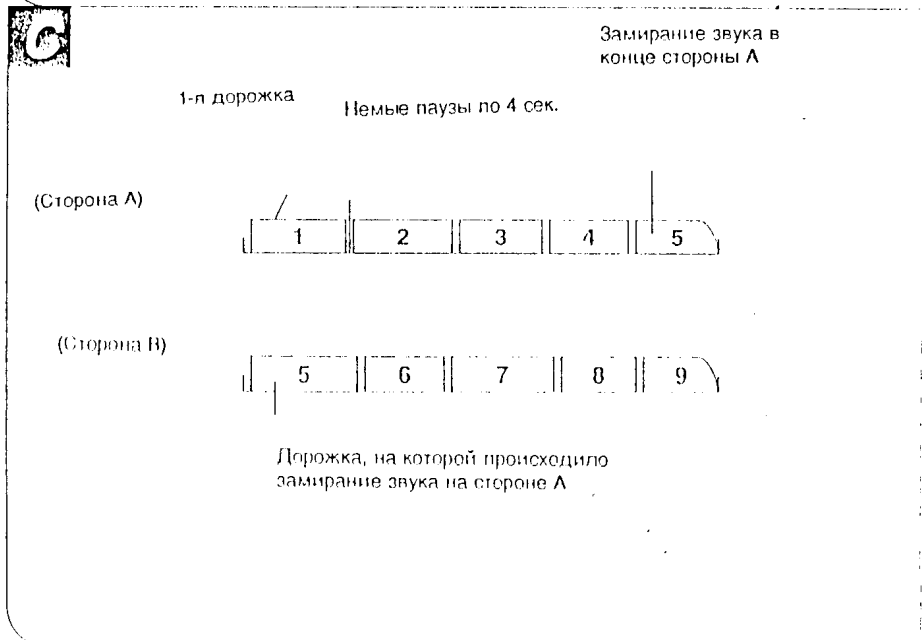 С
Замирание звука в
конце стороны А
1-я дорожка
Немые паузы по 4 сек.
(Сторона А)
1 2 3 4 5
(Сторона В)
5 6 7 8 9
Дорожка, на которой происходило
замирание звука на стороне А